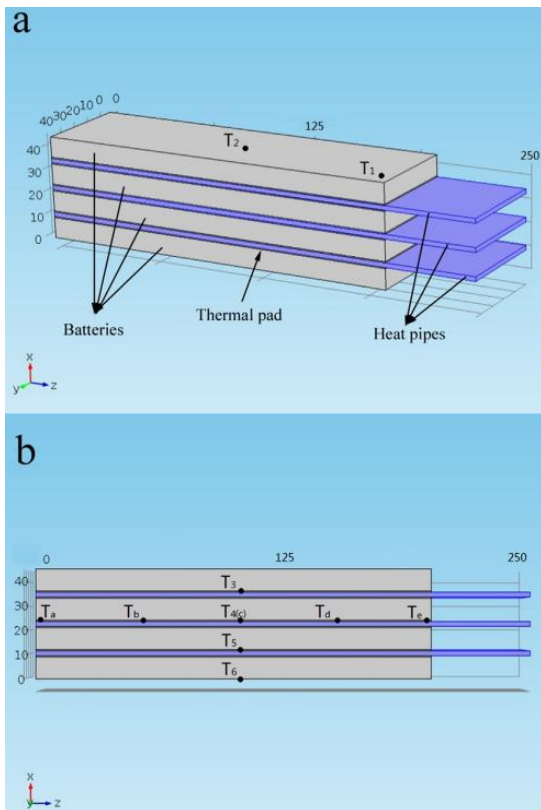 a
40 30 20 10 0 0
125
250
T2
T1
40
30
20
10
0
Batteries
Thermal pad
Heat pipes
x
y z
b
0 125 250
40
30
20
10
0
T3
Ta Tb T4(c) Td Te
T5
T6
x
y z